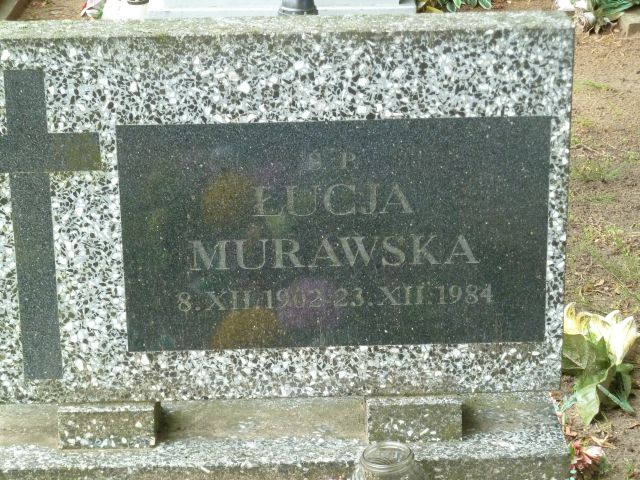 Ś P
ŁUCJA
MURAWSKA
8. XII. 1902-23. XII. 1984